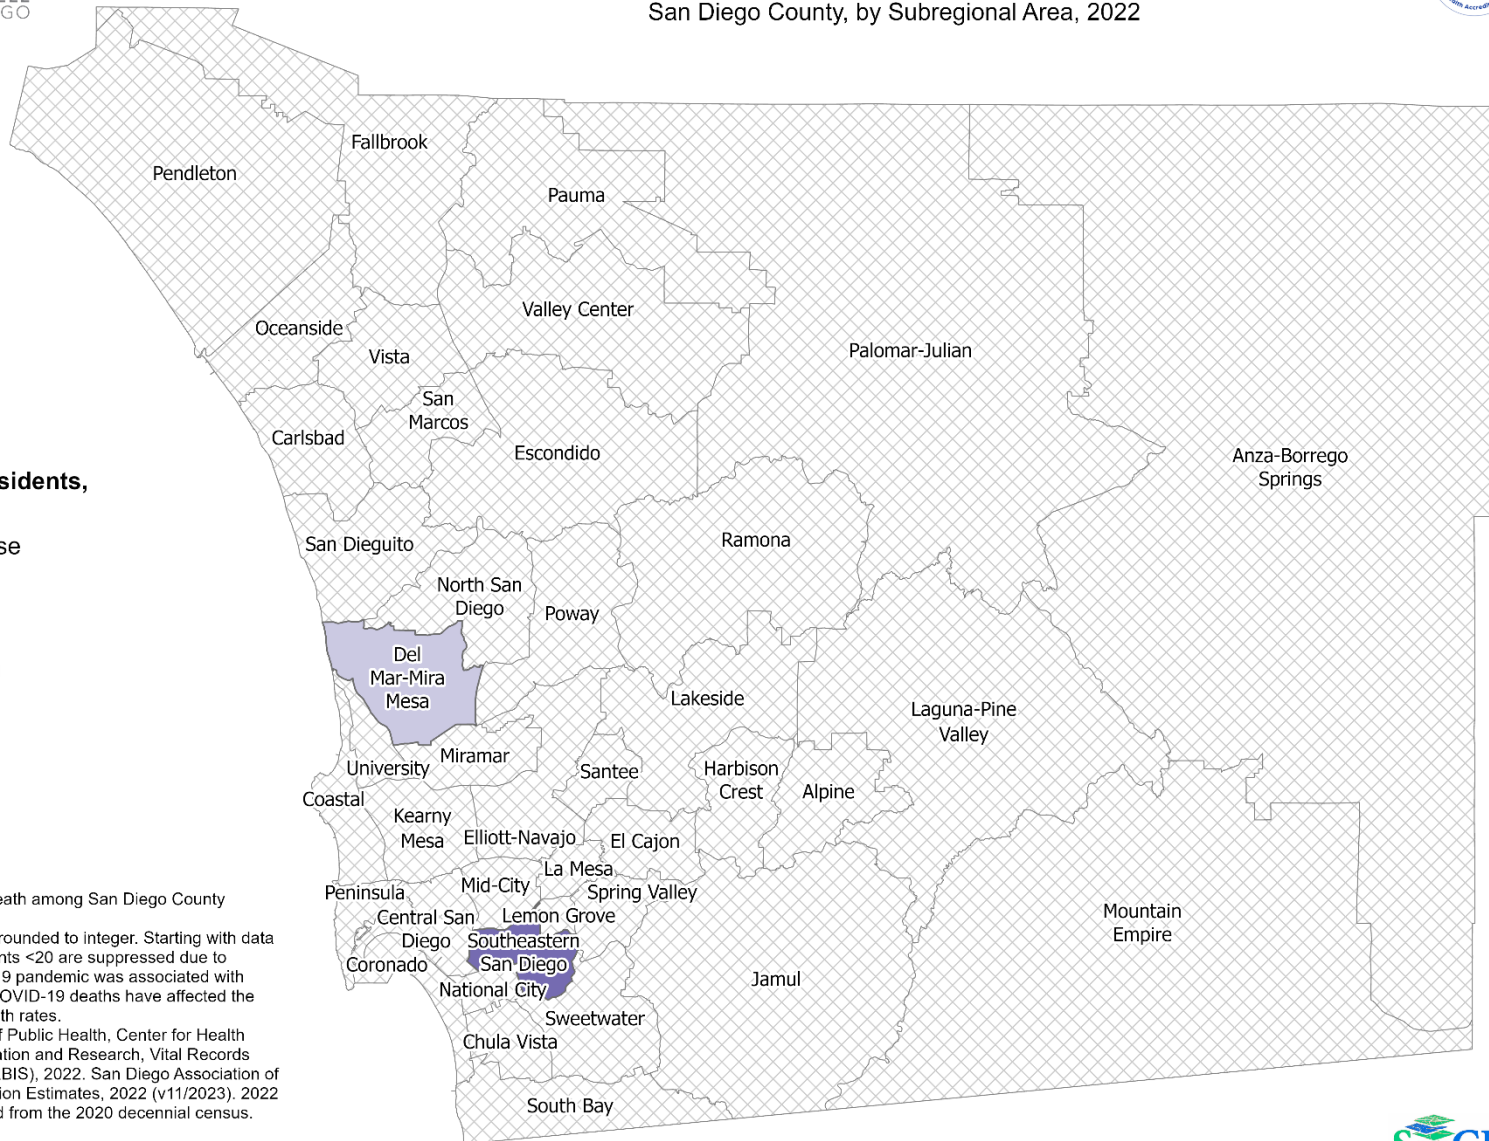 GO
San Diego County, by Subregional Area, 2022
Fallbrook
Pendleton
Pauma
Valley Center
Oceanside
Vista
Palomar-Julian
San
Marcos
Carlsbad
Escondido
Anza-Borrego
Springs
sidents,
San Dieguito
Ramona
se
North San
Diego
Poway
Del
Mar-Mira
Mesa
Lakeside
Laguna-Pine
Valley
Miramar
University
Santee
Harbison
Crest
Alpine
Coastal
Kearny
Mesa
Elliott-Navajo
El Cajon
La Mesa
Peninsula
Mid-City
Spring Valley
Central San
Diego
Lemon Grove
Southeastern
San Diego
Coronado
Mountain
Empire
National City
Jamul
Sweetwater
Chula Vista
South Bay
eath among San Diego County
rounded to integer. Starting with data
nts <20 are suppressed due to
19 pandemic was associated with
OVID-19 deaths have affected the
th rates.
f Public Health, Center for Health
ation and Research, Vital Records
BIS), 2022. San Diego Association of
ion Estimates, 2022 (v11/2023). 2022
d from the 2020 decennial census.